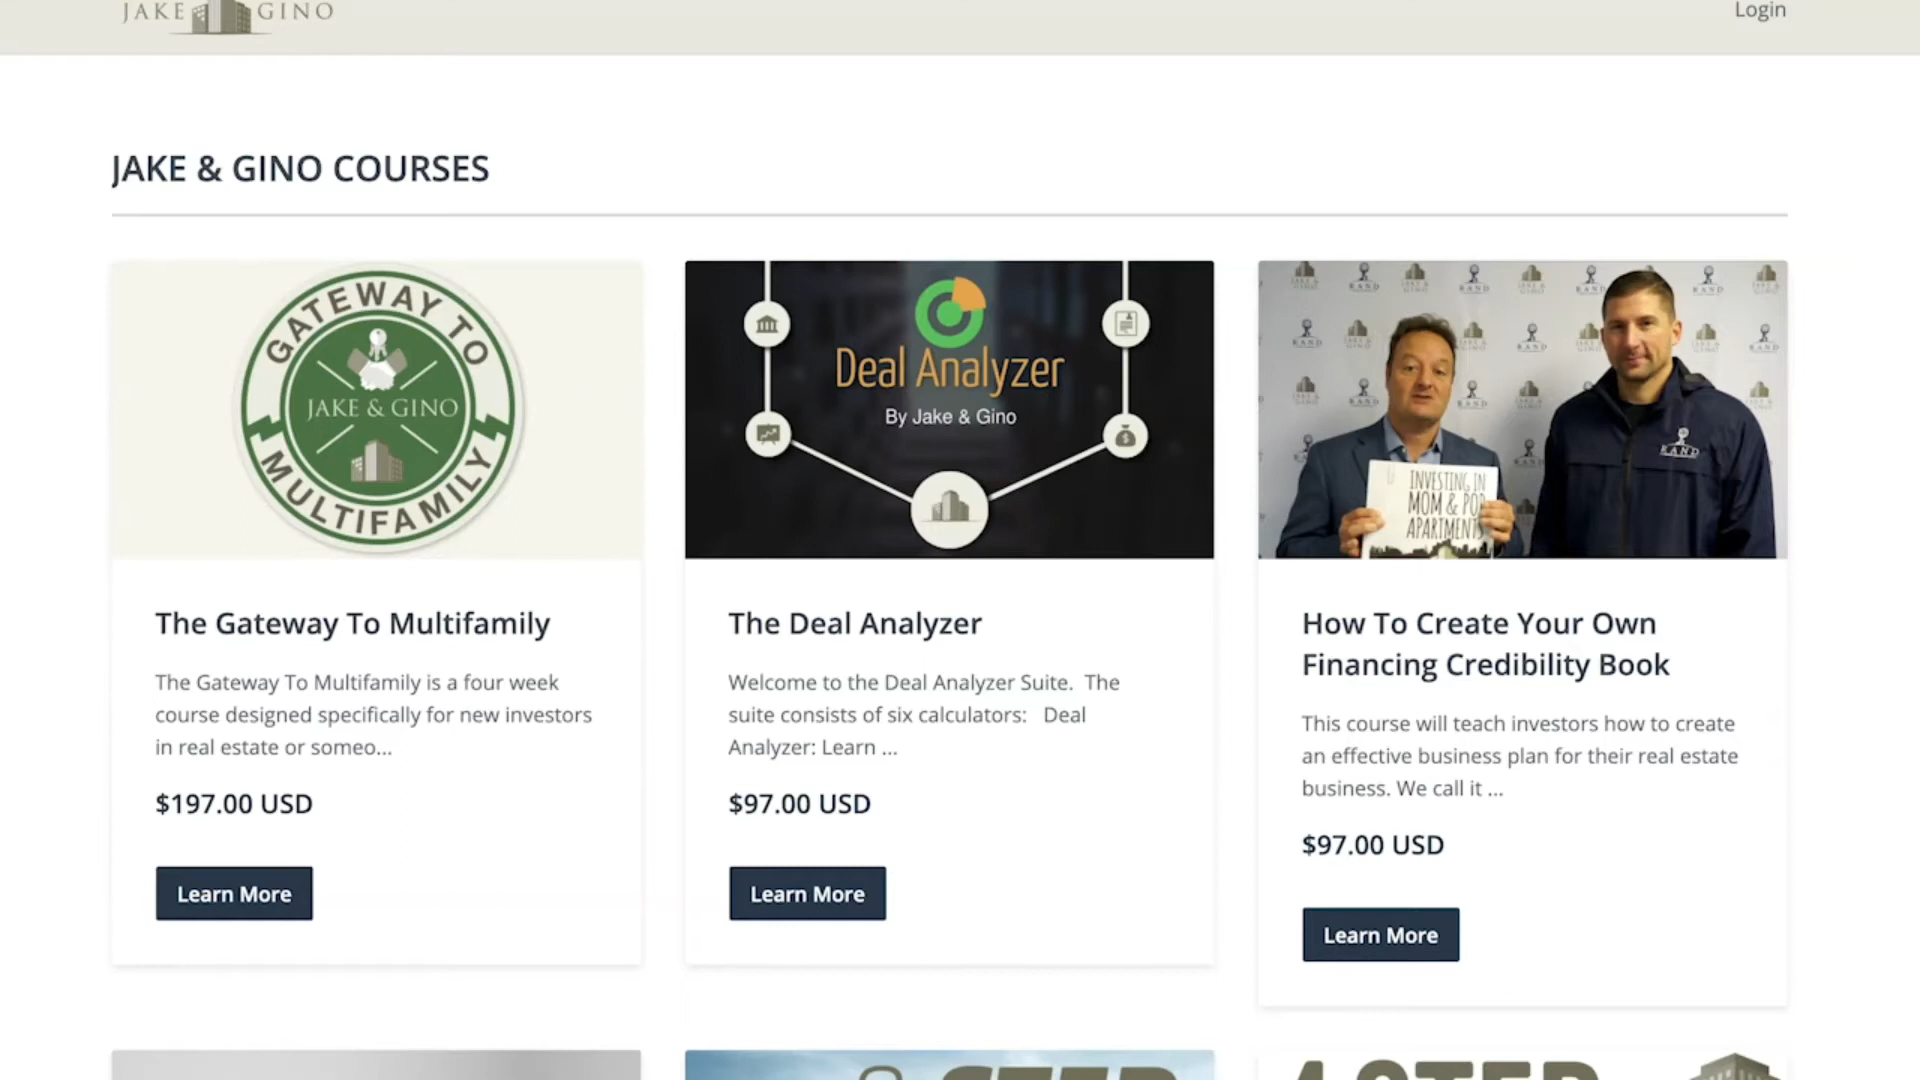 JAKE GINO
Login
JAKE & GINO COURSES
GATEWAY TO
JAKE & GINO
MULTIFAMILY
Deal Analyzer
By Jake & Gino
RAND
INVESTING IN
MOM & POP
APARTMENTS
The Gateway To Multifamily
The Gateway To Multifamily is a four week
course designed specifically for new investors
in real estate or someo...
$197.00 USD
Learn More
The Deal Analyzer
Welcome to the Deal Analyzer Suite. The
suite consists of six calculators: Deal
Analyzer: Learn ...
$97.00 USD
Learn More
How To Create Your Own
Financing Credibility Book
This course will teach investors how to create
an effective business plan for their real estate
business. We call it ...
$97.00 USD
Learn More